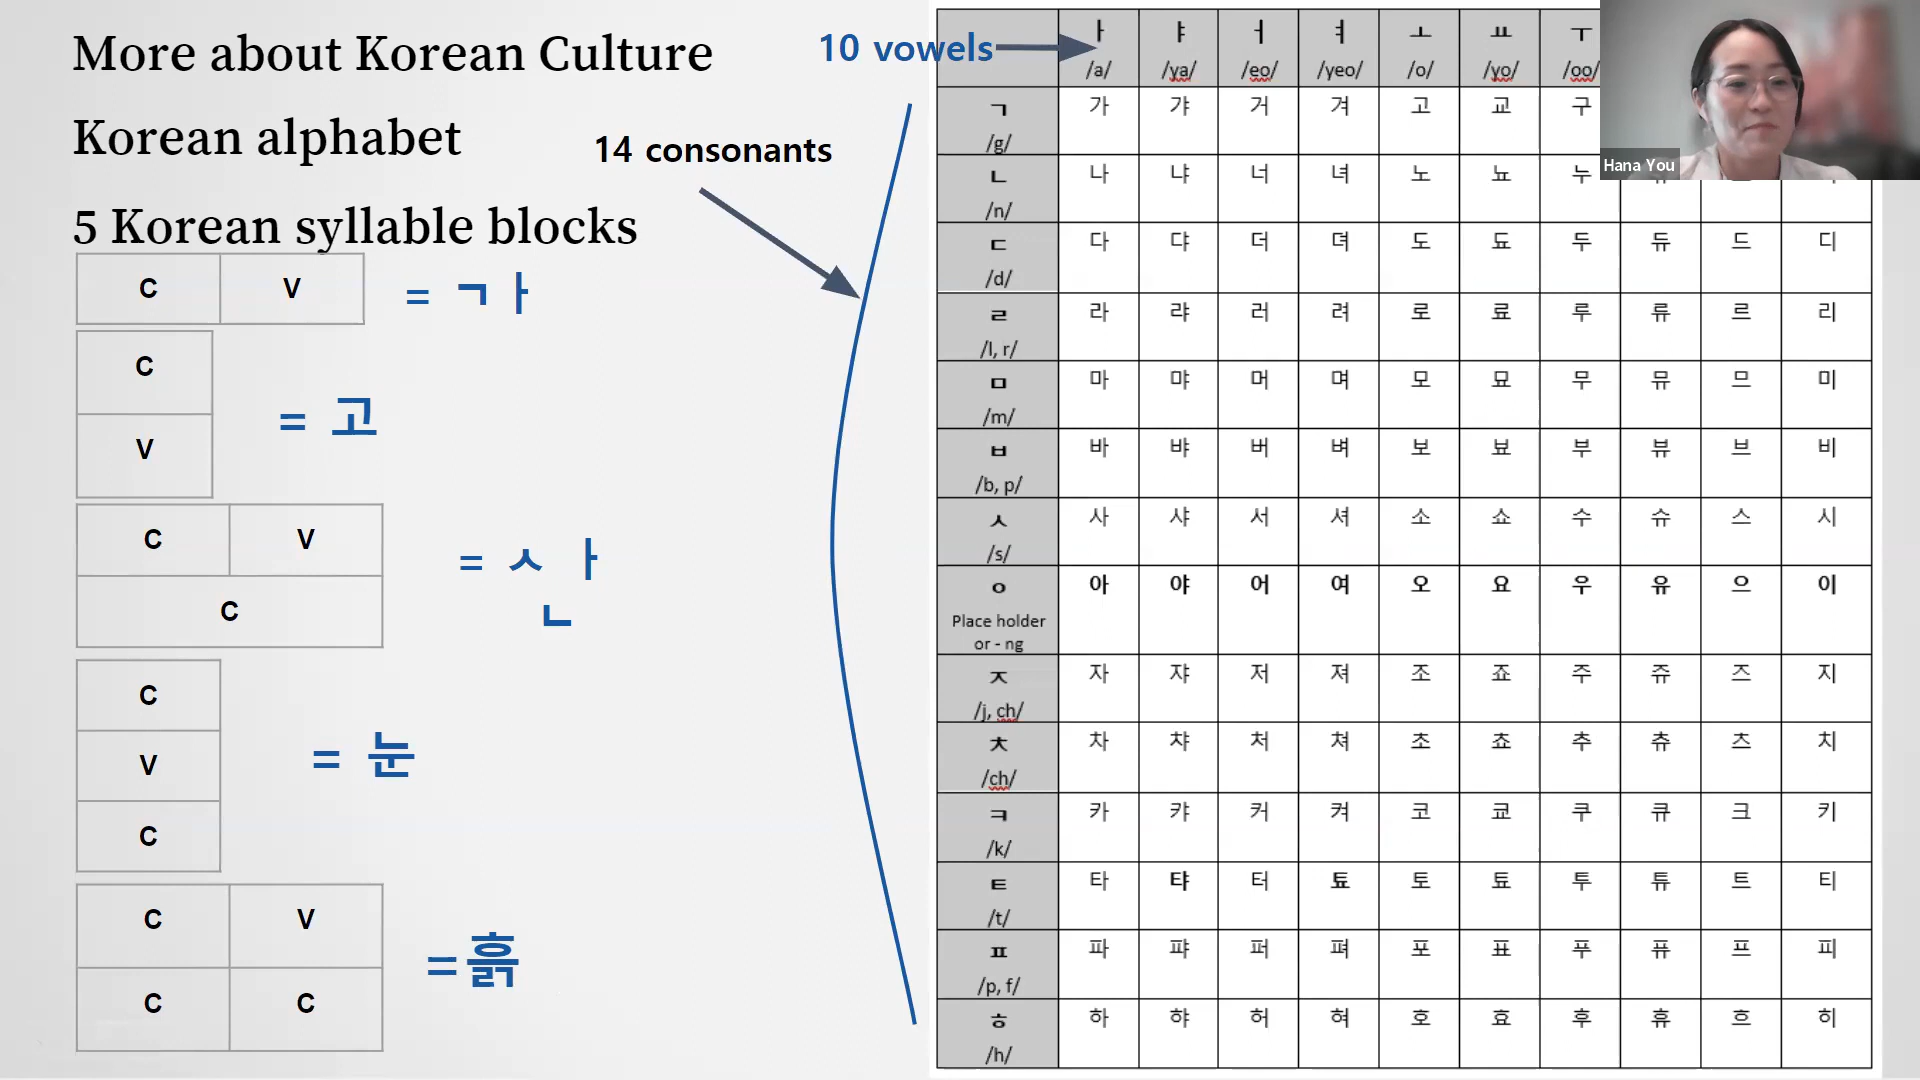 More about Korean Culture
Korean alphabet
5 Korean syllable blocks
C V = ㄱㅏ
C
V
= 고
C V
C
= ㅅ ㅏ
ㄴ
C
V
C
= 눈
C V
C C
=흙
14 consonants
10 vowels
ㅏ ㅑ ㅓ ㅕ ㅗ ㅛ ㅜ
/a/ /ya/ /eo/ /yeo/ /o/ /yo/ /oo/
ㄱ 가 갸 거 겨 고 교 구
/g/
ㄴ 나 냐 너 녀 노 뇨 누
/n/
ㄷ 다 댜 더 뎌 도 됴 두 듀 드 디
/d/
ㄹ 라 랴 러 려 로 료 루 류 르 리
/l, r/
ㅁ 마 먀 머 며 모 묘 무 뮤 므 미
/m/
ㅂ 바 뱌 버 벼 보 뵤 부 뷰 브 비
/b, p/
ㅅ 사 샤 서 셔 소 쇼 수 슈 스 시
/s/
ㅇ 아 야 어 여 오 요 우 유 으 이
Place holder
or - ng
ㅈ 자 쟈 저 져 조 죠 주 쥬 즈 지
/j, ch/
ㅊ 차 챠 처 쳐 초 쵸 추 츄 츠 치
/ch/
ㅋ 카 캬 커 켜 코 쿄 쿠 큐 크 키
/k/
ㅌ 타 탸 터 툐 토 툐 투 튜 트 티
/t/
ㅍ 파 퍄 퍼 펴 포 표 푸 퓨 프 피
/p, f/
ㅎ 하 햐 허 혀 호 효 후 휴 흐 히
/h/
Hana You